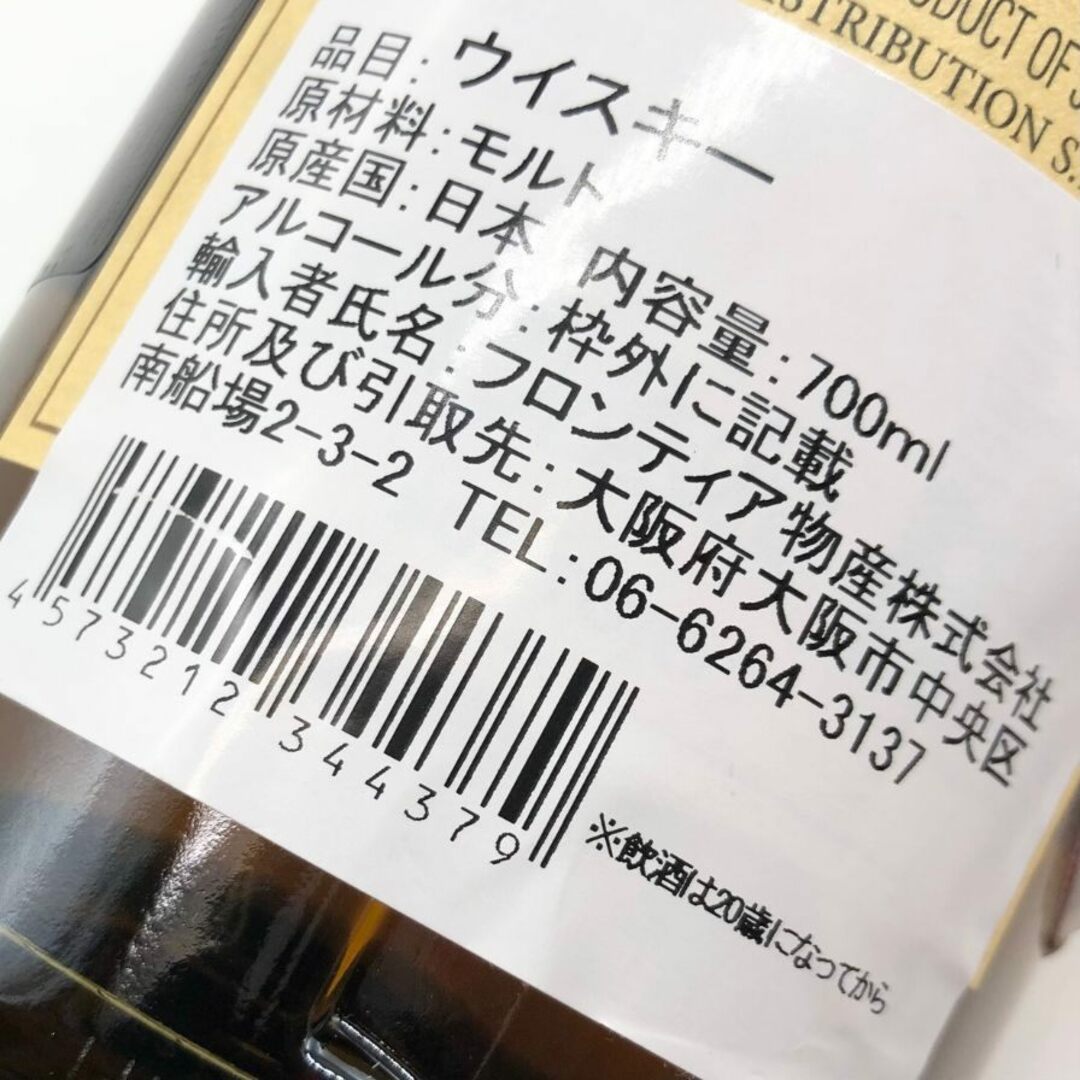 PRODUCT OF
DISTRIBUTION S.
品目:ウイスキー
原材料:モルト
原産国:日本 内容量:700ml
アルコール分:枠外に記載
輸入者氏名:フロンティア物産株式会社
住所及び引取先:大阪府大阪市中央区
南船場2-3-2 TEL:06-6264-3137
4573212344379
※飲酒は20歳になってから